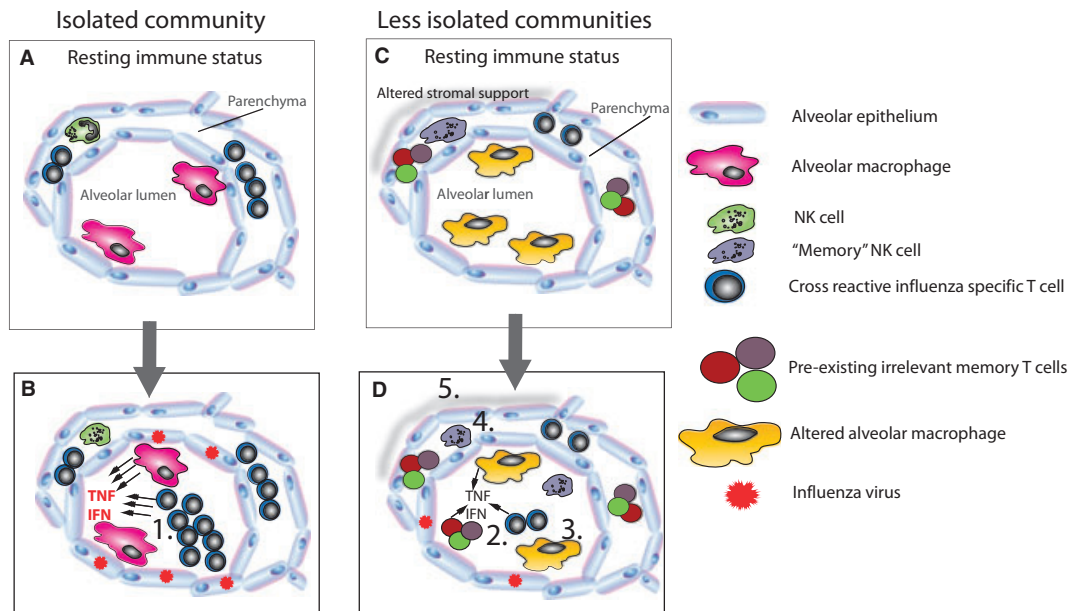 Isolated community
Less isolated communities
A
Resting immune status
Parenchyma
Alveolar lumen
C
Resting immune status
Altered stromal support
Parenchyma
Alveolar lumen
B
TNF
IFN
1.
D
5.
4.
TNF
IFN
2.
3.
Alveolar epithelium
Alveolar macrophage
NK cell
“Memory” NK cell
Cross reactive influenza specific T cell
Pre-existing irrelevant memory T cells
Altered alveolar macrophage
Influenza virus